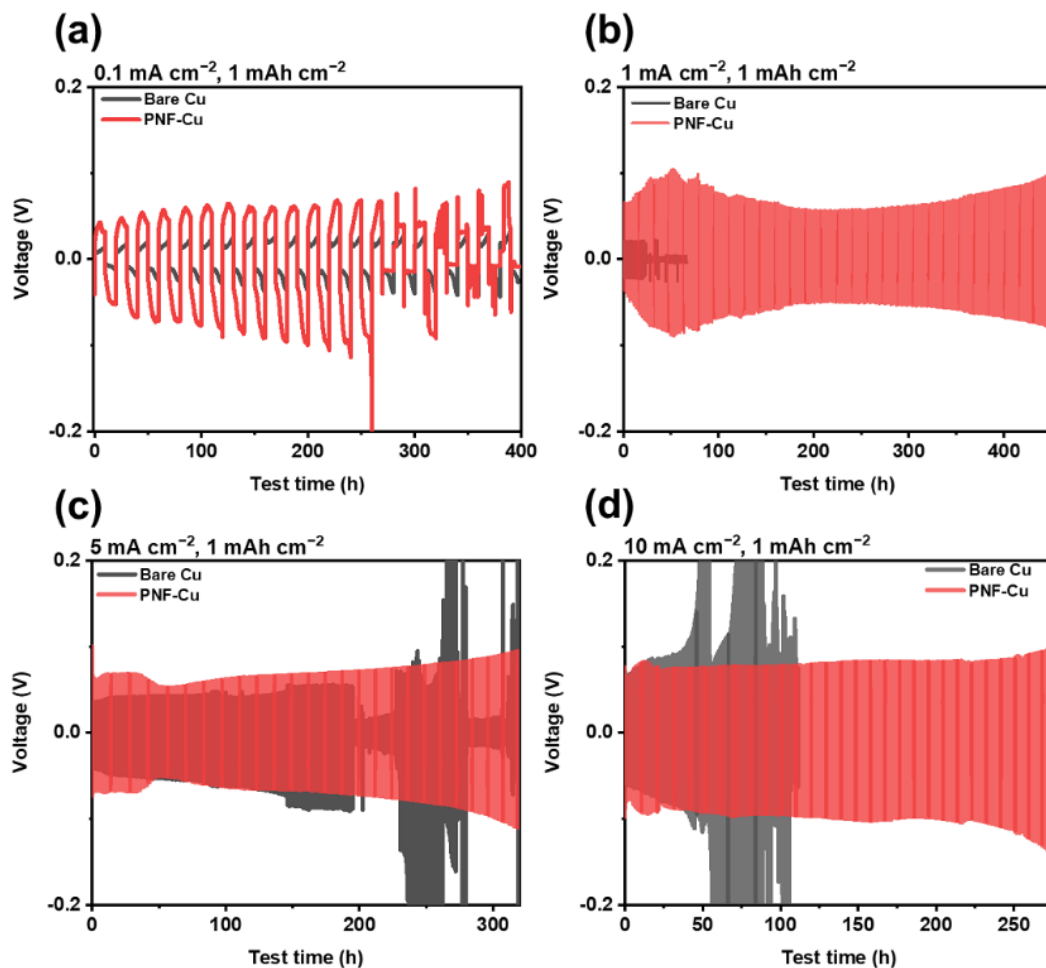 (a)
0.1 mA cm⁻², 1 mAh cm⁻²
Bare Cu
PNF-Cu
0.2
0.0
-0.2
Voltage (V)
0 100 200 300 400
Test time (h)
(b)
1 mA cm⁻², 1 mAh cm⁻²
Bare Cu
PNF-Cu
0.2
0.0
-0.2
Voltage (V)
0 100 200 300 400
Test time (h)
(c)
5 mA cm⁻², 1 mAh cm⁻²
Bare Cu
PNF-Cu
0.2
0.0
-0.2
Voltage (V)
0 100 200 300
Test time (h)
(d)
10 mA cm⁻², 1 mAh cm⁻²
Bare Cu
PNF-Cu
0.2
0.0
-0.2
Voltage (V)
0 50 100 150 200 250
Test time (h)